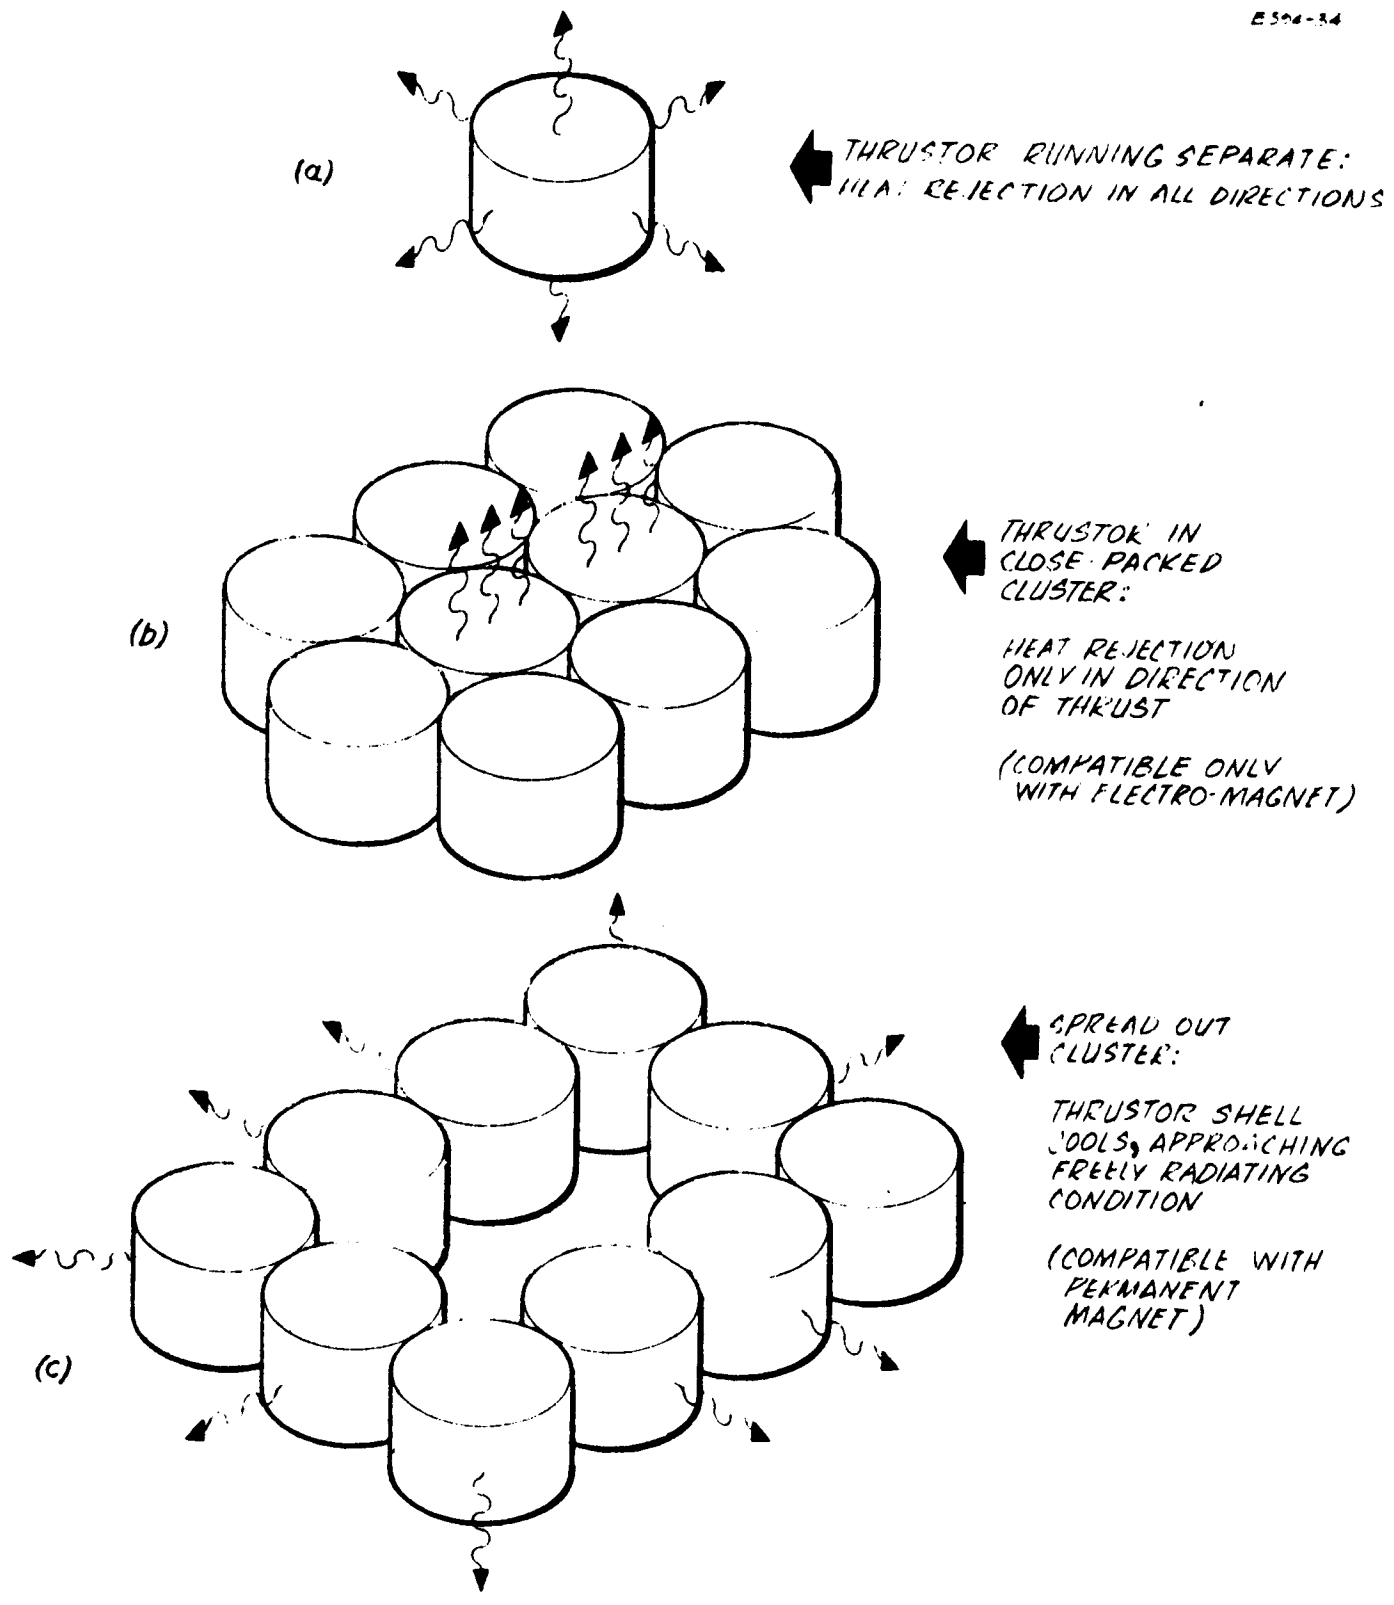 E394-34
(a)
THRUSTOR RUNNING SEPARATE:
REJECTION IN ALL DIRECTIONS
(b)
THRUSTOR IN
CLOSE-PACKED
CLUSTER:
HEAT REJECTION
ONLY IN DIRECTION
OF THRUST
(COMPATIBLE ONLY
WITH ELECTRO-MAGNET)
(c)
SPREAD OUT
CLUSTER:
THRUSTOR SHELL
COOLS, APPROACHING
FREELY RADIATING
CONDITION
(COMPATIBLE WITH
PERMANENT
MAGNET)